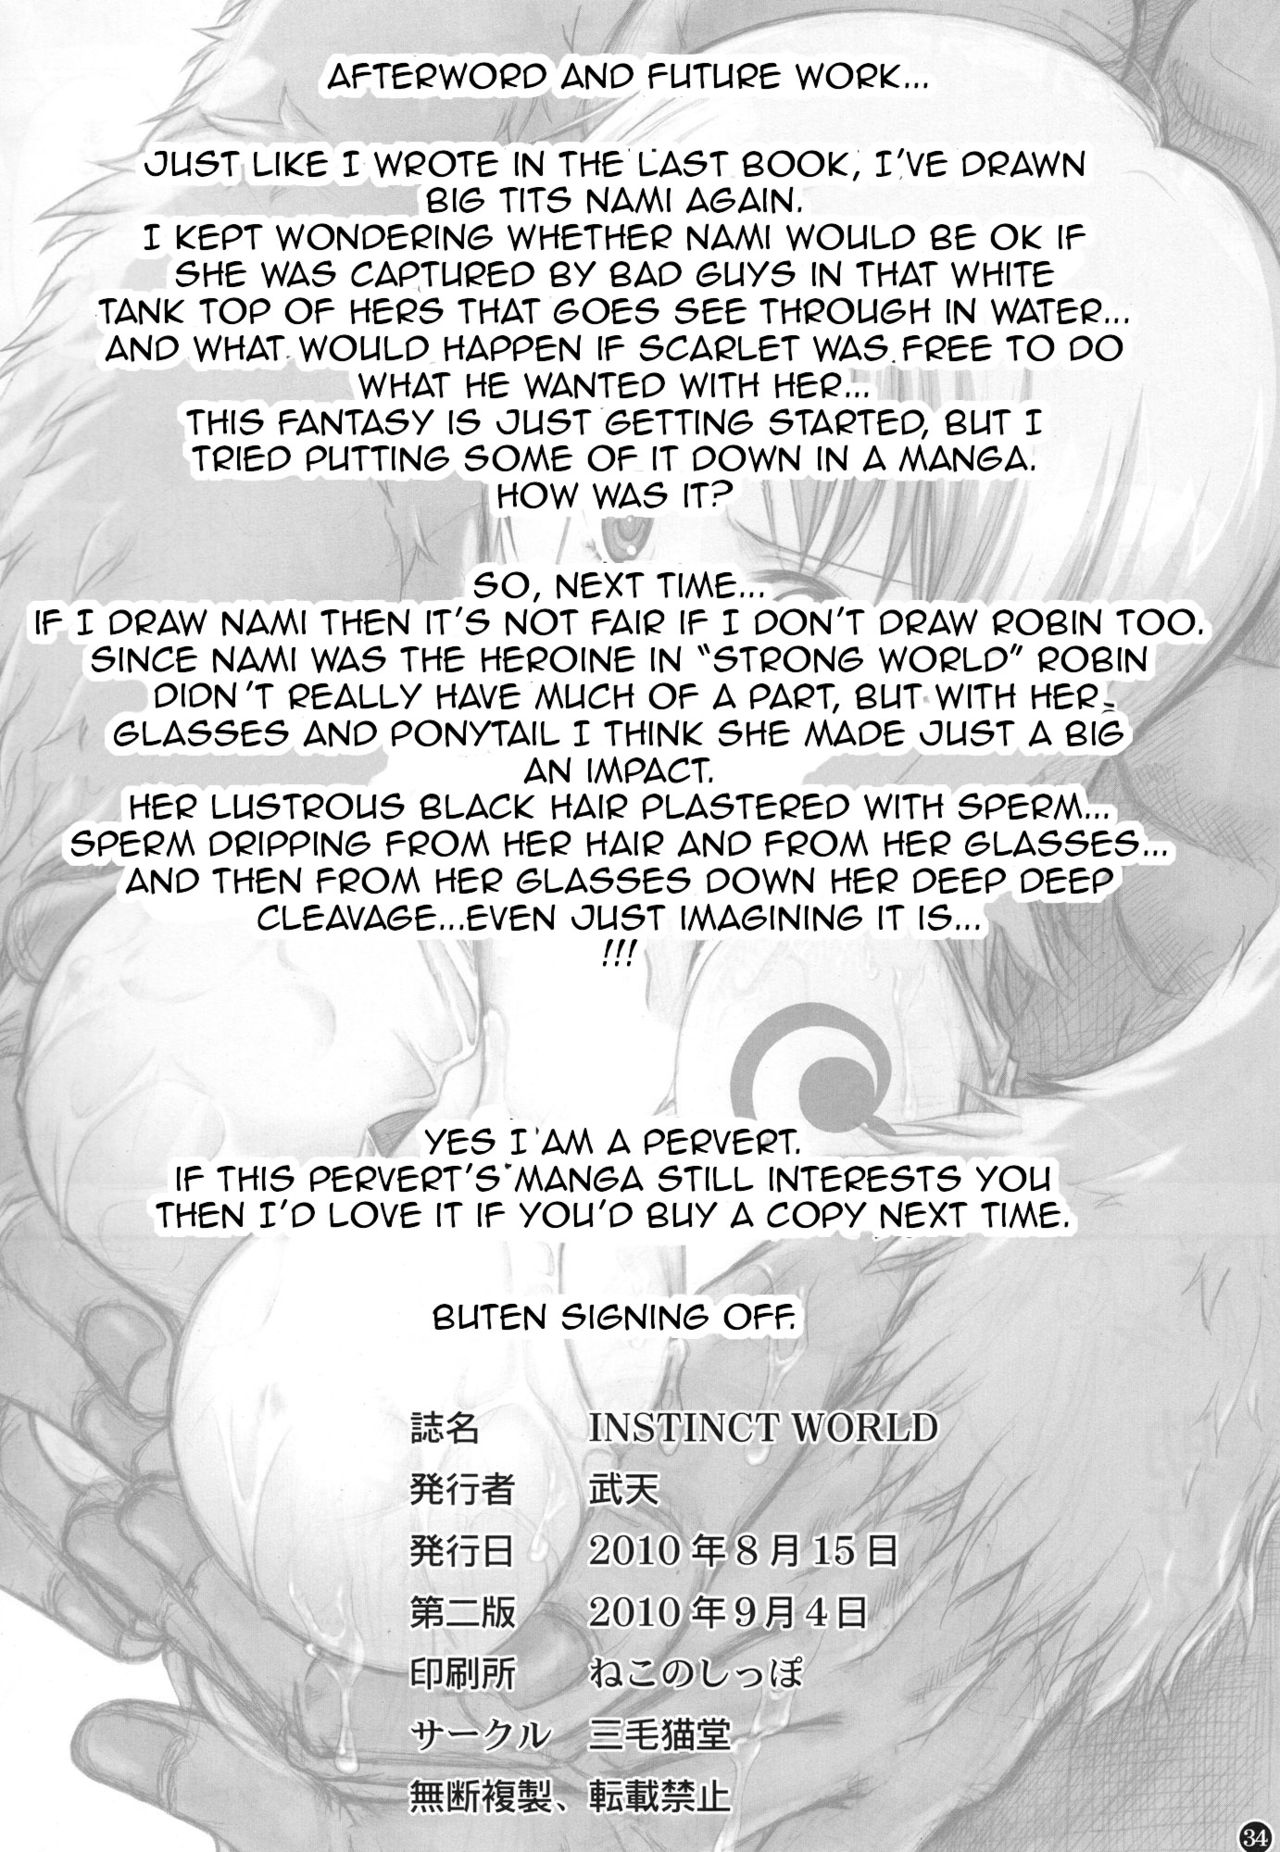 AFTERWORD AND FUTURE WORK...
JUST LIKE I WROTE IN THE LAST BOOK, I'VE DRAWN
BIG TITS NAMI AGAIN.
I KEPT WONDERING WHETHER NAMI WOULD BE OK IF
SHE WAS CAPTURED BY BAD GUYS IN THAT WHITE
TANK TOP OF HERS THAT GOES SEE THROUGH IN WATER...
AND WHAT WOULD HAPPEN IF SCARLET WAS FREE TO DO
WHAT HE WANTED WITH HER...
THIS FANTASY IS JUST GETTING STARTED, BUT I
TRIED PUTTING SOME OF IT DOWN IN A MANGA.
HOW WAS IT?
SO, NEXT TIME...
IF I DRAW NAMI THEN IT'S NOT FAIR IF I DON'T DRAW ROBIN TOO.
SINCE NAMI WAS THE HEROINE IN "STRONG WORLD" ROBIN
DIDN'T REALLY HAVE MUCH OF A PART, BUT WITH HER
GLASSES AND PONYTAIL I THINK SHE MADE JUST A BIG
AN IMPACT.
HER LUSTROUS BLACK HAIR PLASTERED WITH SPERM...
SPERM DRIPPING FROM HER HAIR AND FROM HER GLASSES...
AND THEN FROM HER GLASSES DOWN HER DEEP DEEP
CLEAVAGE...EVEN JUST IMAGINING IT IS...
!!!
YES I AM A PERVERT.
IF THIS PERVERT'S MANGA STILL INTERESTS YOU
THEN I'D LOVE IT IF YOU'D BUY A COPY NEXT TIME.
BUTEN SIGNING OFF.
誌名 INSTINCT WORLD
発行者 武天
発行日 2010年8月15日
第二版 2010年9月4日
印刷所 ねこのしっぽ
サークル 三毛猫堂
無断複製、転載禁止
34